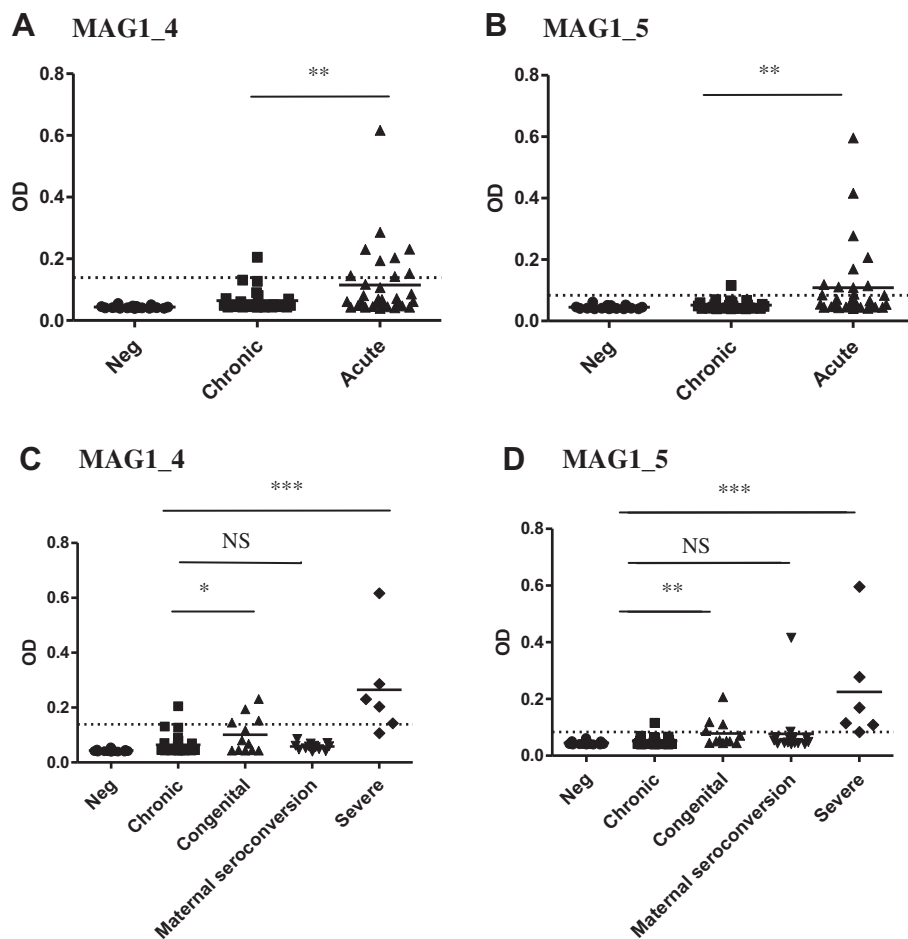 A MAG1_4
**
0.8
0.6
0.4
0.2
0.0
OD
Neg
Chronic
Acute
B MAG1_5
**
0.8
0.6
0.4
0.2
0.0
OD
Neg
Chronic
Acute
C MAG1_4
***
NS
*
0.8
0.6
0.4
0.2
0.0
OD
Neg
Chronic
Congenital
Maternal seroconversion
Severe
D MAG1_5
***
NS
**
0.8
0.6
0.4
0.2
0.0
OD
Neg
Chronic
Congenital
Maternal seroconversion
Severe